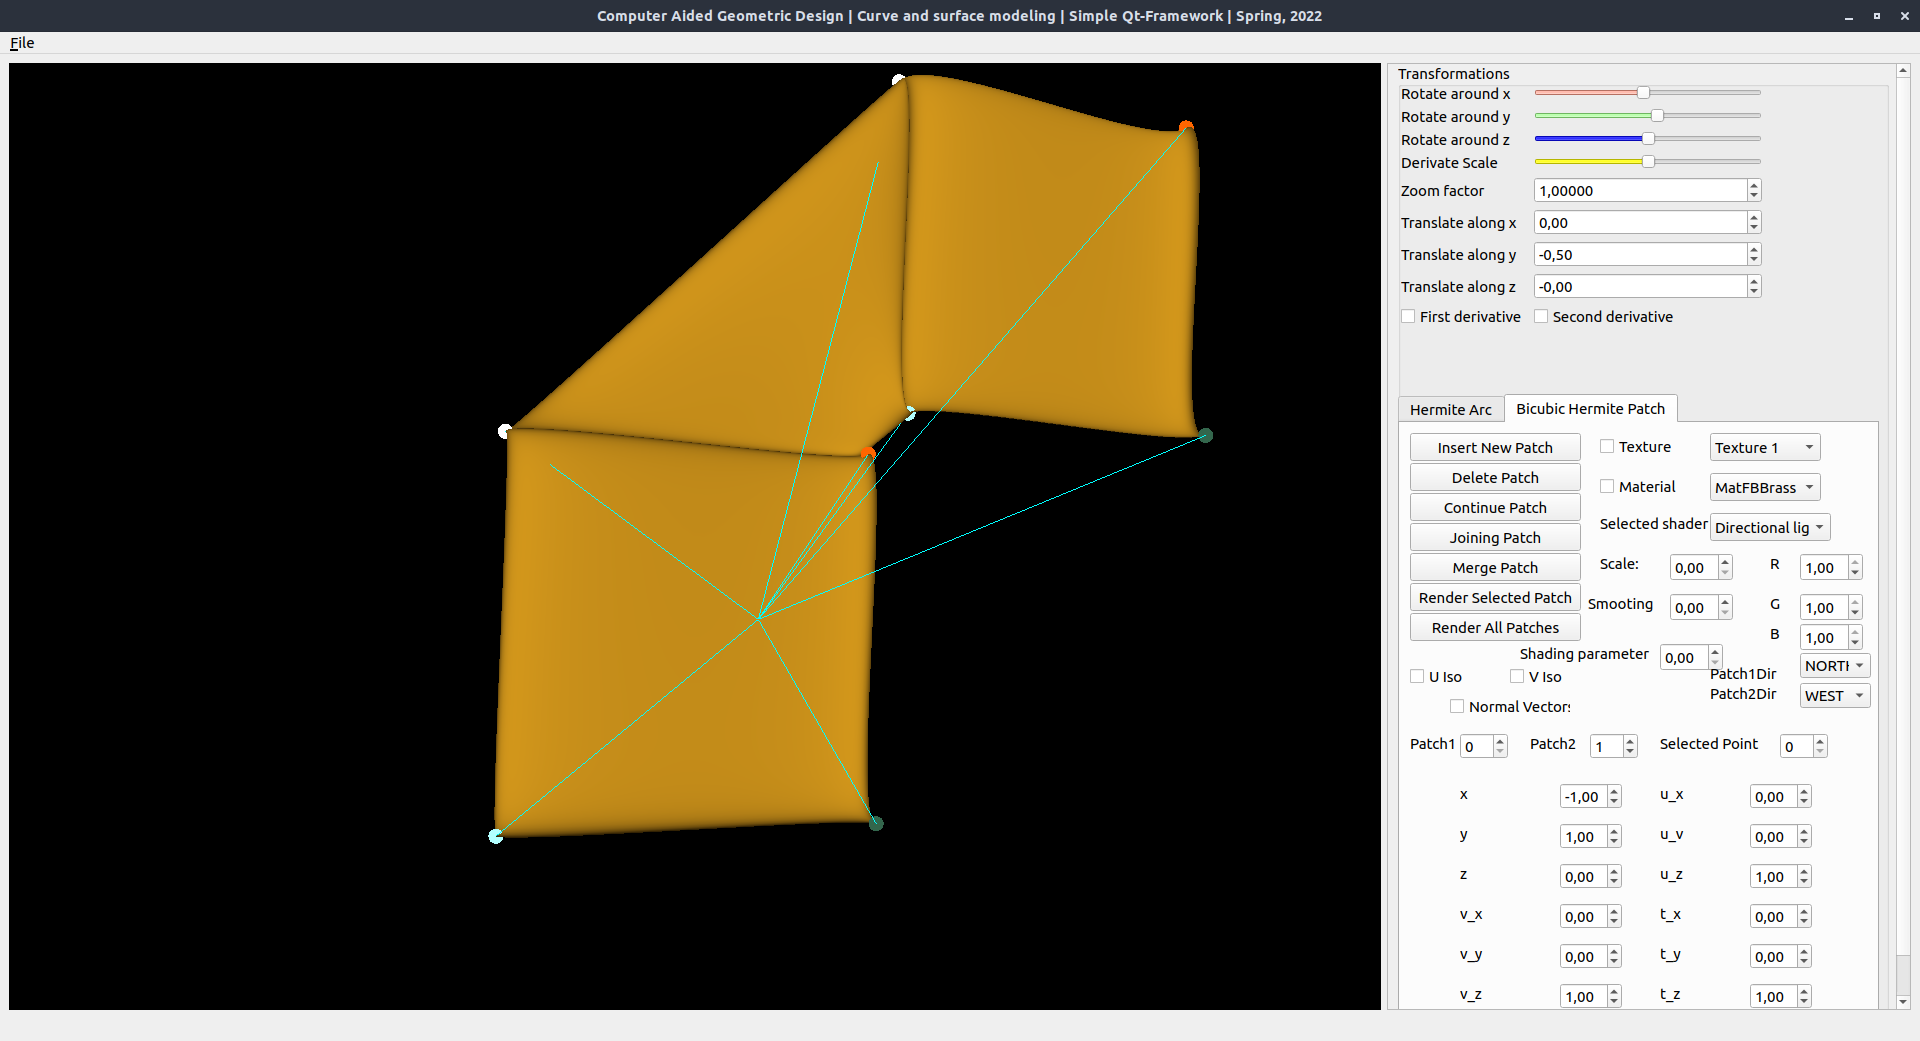 Computer Aided Geometric Design | Curve and surface modeling | Simple Qt-Framework | Spring, 2022
File
Transformations
Rotate around x
Rotate around y
Rotate around z
Derivate Scale
Zoom factor 1,00000
Translate along x 0,00
Translate along y -0,50
Translate along z -0,00
First derivative Second derivative
Hermite Arc Bicubic Hermite Patch
Insert New Patch Texture Texture 1
Delete Patch Material MatFBBrass
Continue Patch Selected shader Directional lig
Joining Patch
Merge Patch Scale: 0,00 R 1,00
Render Selected Patch Smooting 0,00 G 1,00
Render All Patches B 1,00
Shading parameter 0,00 NORTH
U Iso V Iso Patch1Dir
Patch2Dir WEST
Normal Vectors
Patch1 0 Patch2 1 Selected Point 0
x -1,00 u_x 0,00
y 1,00 u_v 0,00
z 0,00 u_z 1,00
v_x 0,00 t_x 0,00
v_y 0,00 t_y 0,00
v_z 1,00 t_z 1,00